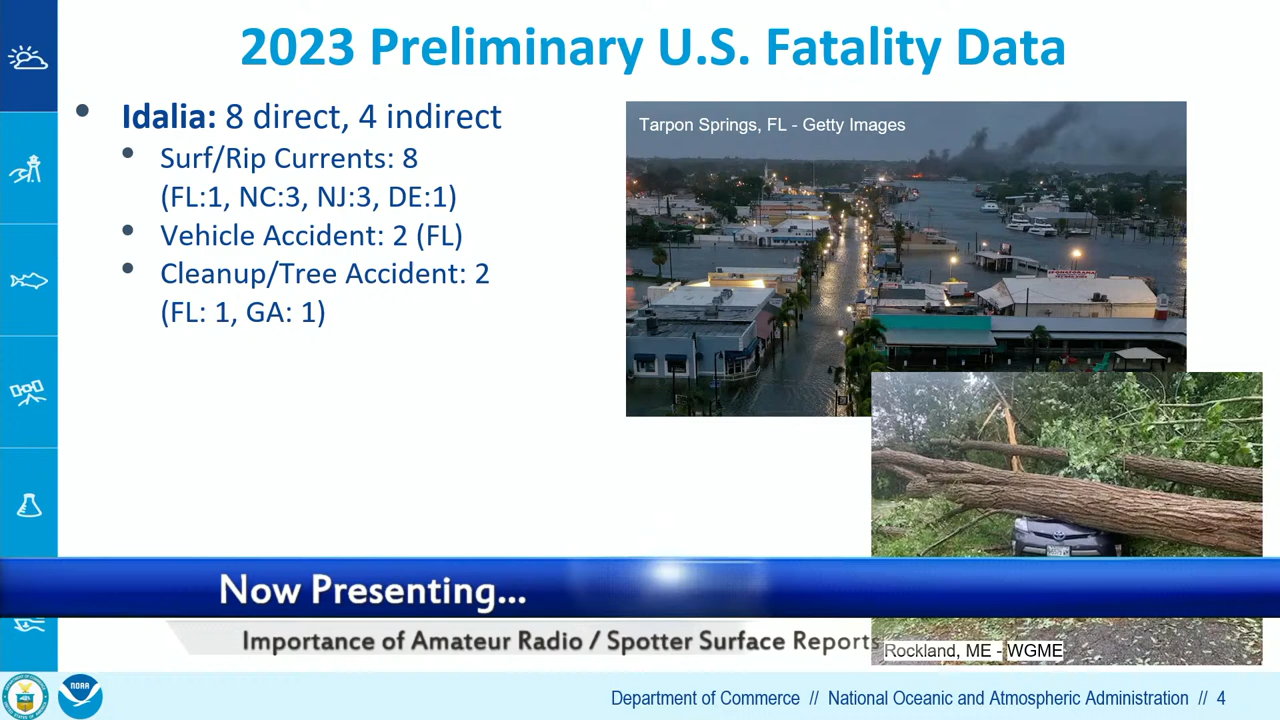 2023 Preliminary U.S. Fatality Data
• Idalia: 8 direct, 4 indirect
• Surf/Rip Currents: 8
(FL:1, NC:3, NJ:3, DE:1)
• Vehicle Accident: 2 (FL)
• Cleanup/Tree Accident: 2
(FL: 1, GA: 1)
Tarpon Springs, FL - Getty Images
Now Presenting...
Importance of Amateur Radio / Spotter Surface Reports
Rockland, ME - WGME
NOAA
Department of Commerce // National Oceanic and Atmospheric Administration // 4